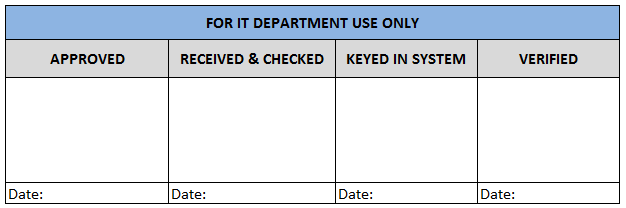 FOR IT DEPARTMENT USE ONLY
APPROVED RECEIVED & CHECKED KEYED IN SYSTEM VERIFIED
Date: Date: Date: Date: